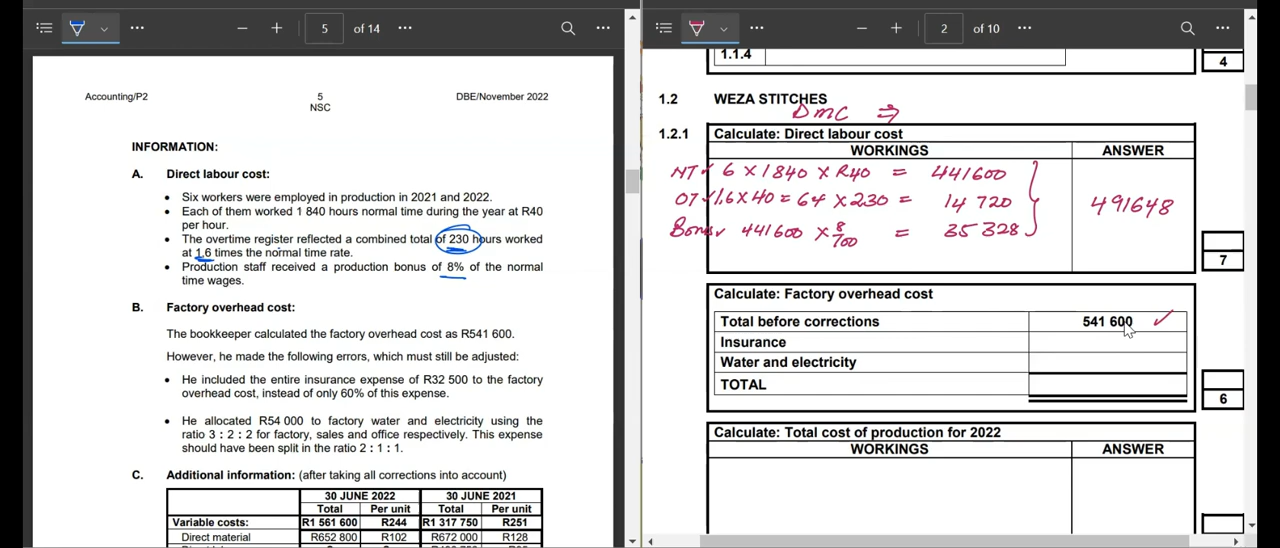 5 of 14
2 of 10
Accounting/P2 5 DBE/November 2022
NSC
INFORMATION:
A. Direct labour cost:
• Six workers were employed in production in 2021 and 2022.
• Each of them worked 1 840 hours normal time during the year at R40
per hour.
• The overtime register reflected a combined total of 230 hours worked
at 1,6 times the normal time rate.
• Production staff received a production bonus of 8% of the normal
time wages.
B. Factory overhead cost:
The bookkeeper calculated the factory overhead cost as R541 600.
However, he made the following errors, which must still be adjusted:
• He included the entire insurance expense of R32 500 to the factory
overhead cost, instead of only 60% of this expense.
• He allocated R54 000 to factory water and electricity using the
ratio 3 : 2 : 2 for factory, sales and office respectively. This expense
should have been split in the ratio 2 : 1 : 1.
C. Additional information: (after taking all corrections into account)
30 JUNE 2022 30 JUNE 2021
Total Per unit Total Per unit
Variable costs: R1 561 600 R244 R1 317 750 R251
Direct material R652 800 R102 R672 000 R128
1.1.4
4
1.2 WEZA STITCHES
DMC ⇒
1.2.1 Calculate: Direct labour cost
WORKINGS ANSWER
NT ✓ 6 × 1840 × R40 = 441600
OT ✓ 1,6 × 40 = 64 × 230 = 14 720 491648
Bonus ✓ 441600 × 8/100 = 35 328
7
Calculate: Factory overhead cost
Total before corrections 541 600 ✓
Insurance
Water and electricity
TOTAL
6
Calculate: Total cost of production for 2022
WORKINGS ANSWER